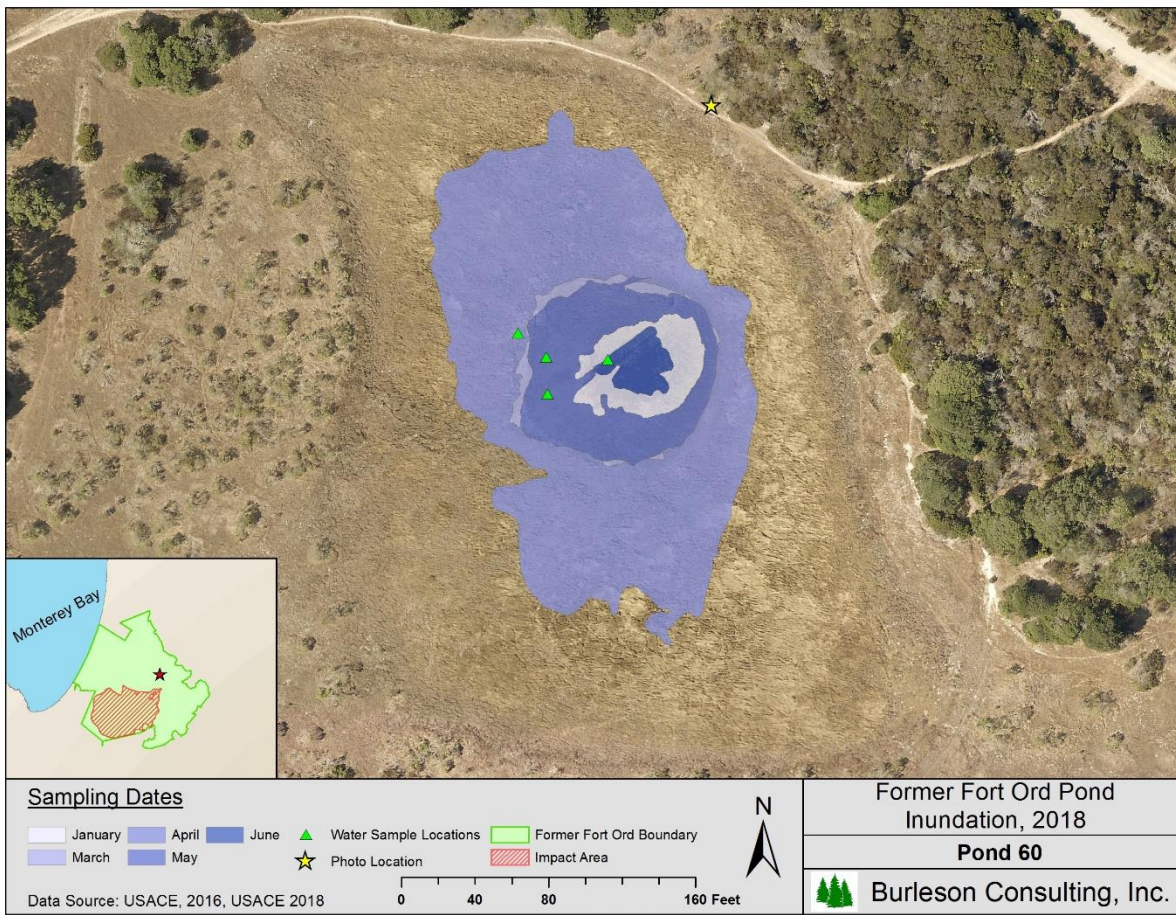 Monterey Bay
Sampling Dates
January
April
June
Water Sample Locations
Former Fort Ord Boundary
March
May
Photo Location
Impact Area
N
Data Source: USACE, 2016, USACE 2018
0 40 80 160 Feet
Former Fort Ord Pond
Inundation, 2018
Pond 60
Burleson Consulting, Inc.